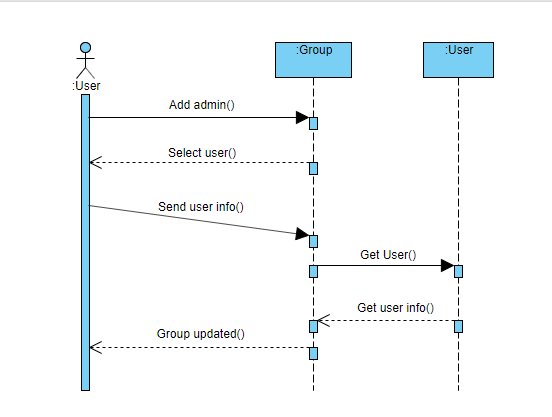 :Group
:User
:User
Add admin()
Select user()
Send user info()
Get User()
Get user info()
Group updated()